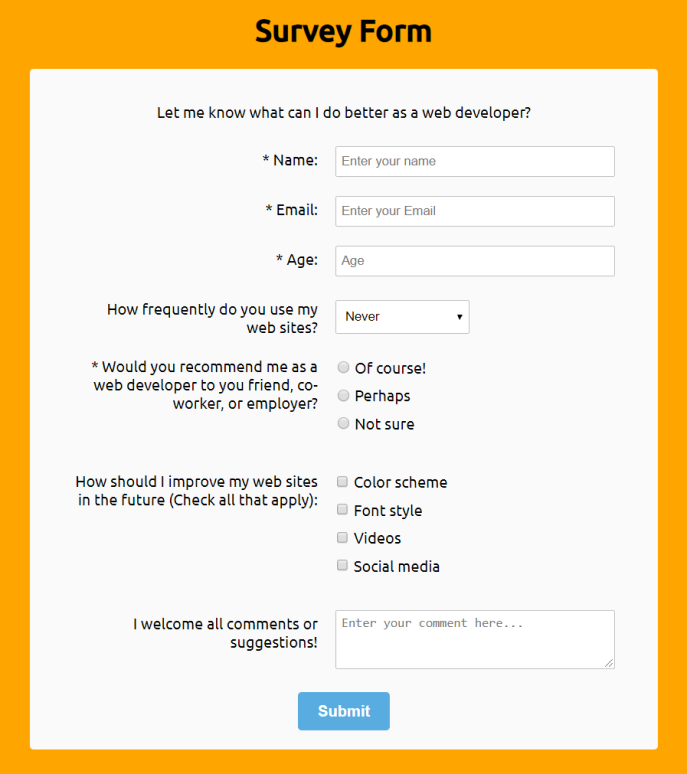 Survey Form
Let me know what can I do better as a web developer?
* Name:
Enter your name
* Email:
Enter your Email
* Age:
Age
How frequently do you use my
web sites?
Never
* Would you recommend me as a
web developer to you friend, co-
worker, or employer?
Of course!
Perhaps
Not sure
How should I improve my web sites
in the future (Check all that apply):
Color scheme
Font style
Videos
Social media
I welcome all comments or
suggestions!
Enter your comment here...
Submit